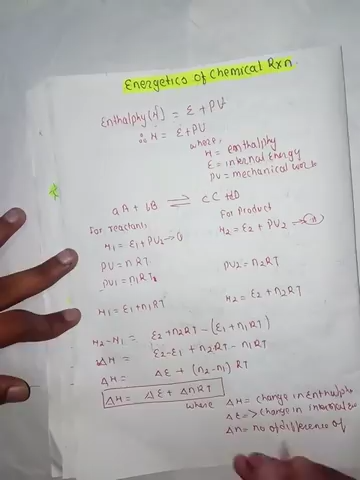 Energetics of Chemical Rxn.
Enthalphy(H) = E + PV
∴ H = E+PV
where,
H = enthalphy
E = internal energy
PV = mechanical work
aA + bB ⇌ cC + dD
For reactants For Product
H1 = E1 + PV1 → ① H2 = E2 + PV2 → ②
PV = nRT
PV1 = n1RT PV2 = n2RT
H1 = E1 + n1RT H2 = E2 + n2RT
H2-H1 = E2 + n2RT - (E1 + n1RT)
ΔH = E2-E1 + n2RT - n1RT
ΔH = ΔE + (n2-n1) RT
ΔH = ΔE + ΔnRT
where ΔH = change in Enthalphy
ΔE => change in internal
Δn = no of difference of